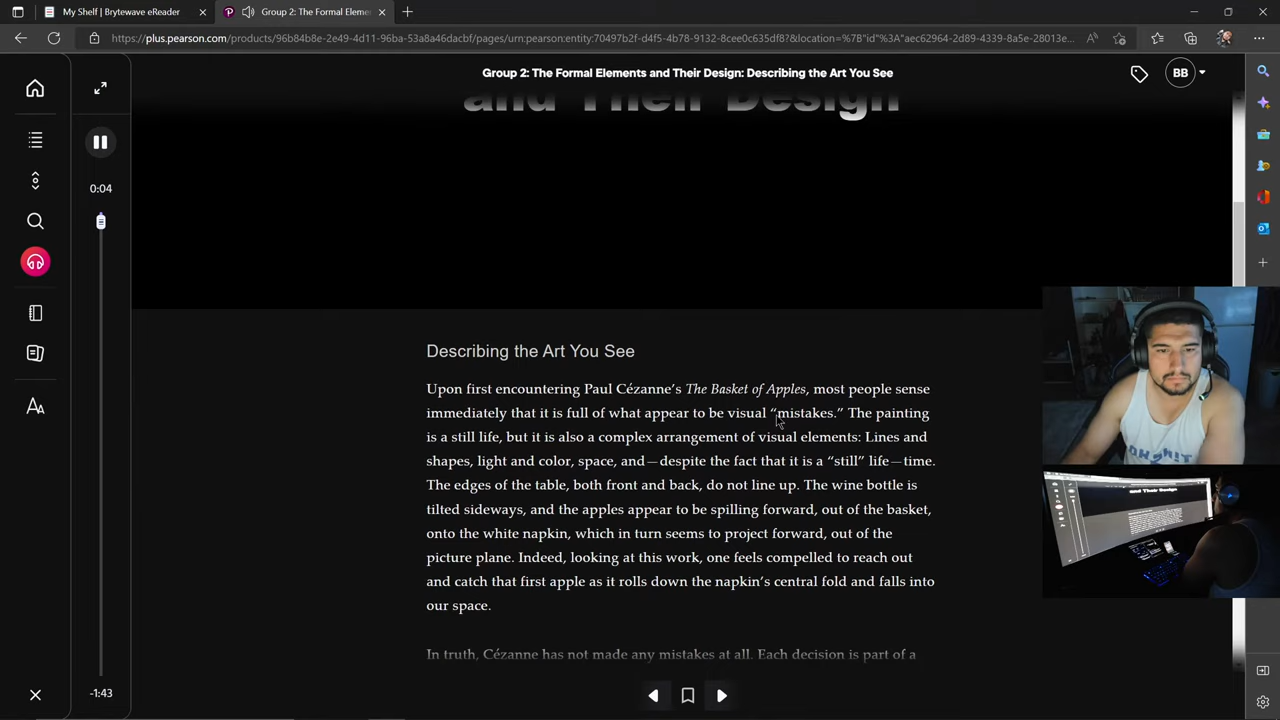 My Shelf | Brytewave eReader
Group 2: The Formal Eleme
https://plus.pearson.com/products/96b84b8e-2e49-4d11-96ba-53a8a46dacbf/pages/urn:pearson:entity:70497b2f-d4f5-4b78-9132-8cee0c635df8?&location=%7B"id"%3A"aec62964-2d89-4339-8a5e-28013e...
Group 2: The Formal Elements and Their Design: Describing the Art You See
BB
and Their Design
0:04
Describing the Art You See
Upon first encountering Paul Cézanne’s The Basket of Apples, most people sense
immediately that it is full of what appear to be visual “mistakes.” The painting
is a still life, but it is also a complex arrangement of visual elements: Lines and
shapes, light and color, space, and—despite the fact that it is a “still” life—time.
The edges of the table, both front and back, do not line up. The wine bottle is
tilted sideways, and the apples appear to be spilling forward, out of the basket,
onto the white napkin, which in turn seems to project forward, out of the
picture plane. Indeed, looking at this work, one feels compelled to reach out
and catch that first apple as it rolls down the napkin’s central fold and falls into
our space.
In truth, Cézanne has not made any mistakes at all. Each decision is part of a
-1:43
AA
and Their Design